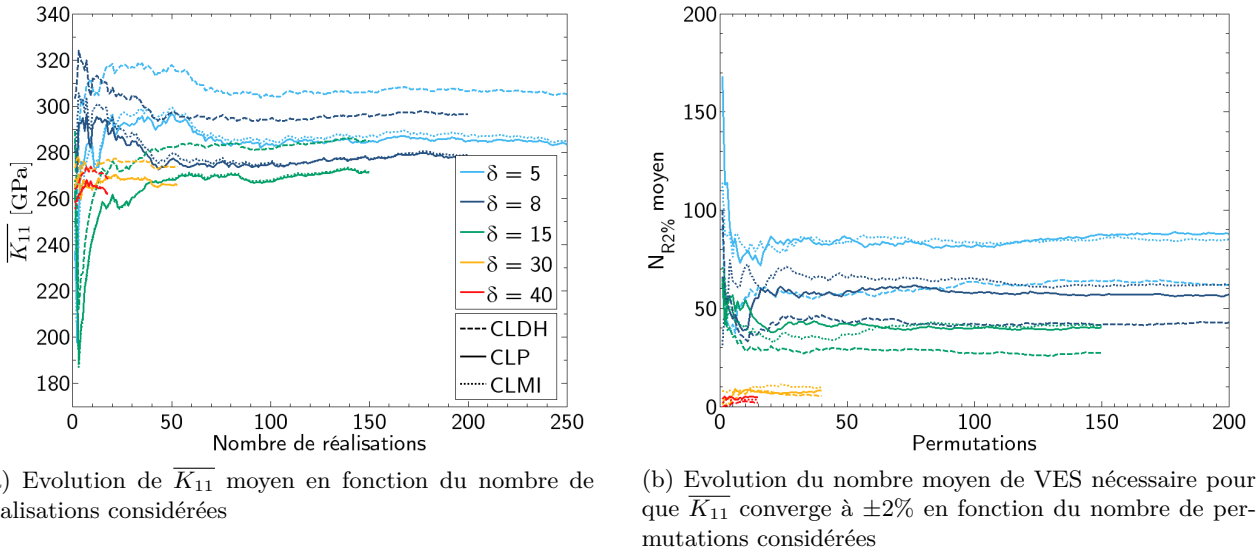 340
320
300
280
260
240
220
200
180
0
50
100
150
200
250
K11 [GPa]
Nombre de réalisations
δ = 5
δ = 8
δ = 15
δ = 30
δ = 40
CLDH
CLP
CLMI
) Evolution de K11 moyen en fonction du nombre de
alisations considérées
200
150
100
50
0
0
50
100
150
200
NR2% moyen
Permutations
(b) Evolution du nombre moyen de VES nécessaire pour
que K11 converge à ±2% en fonction du nombre de per-
mutations considérées